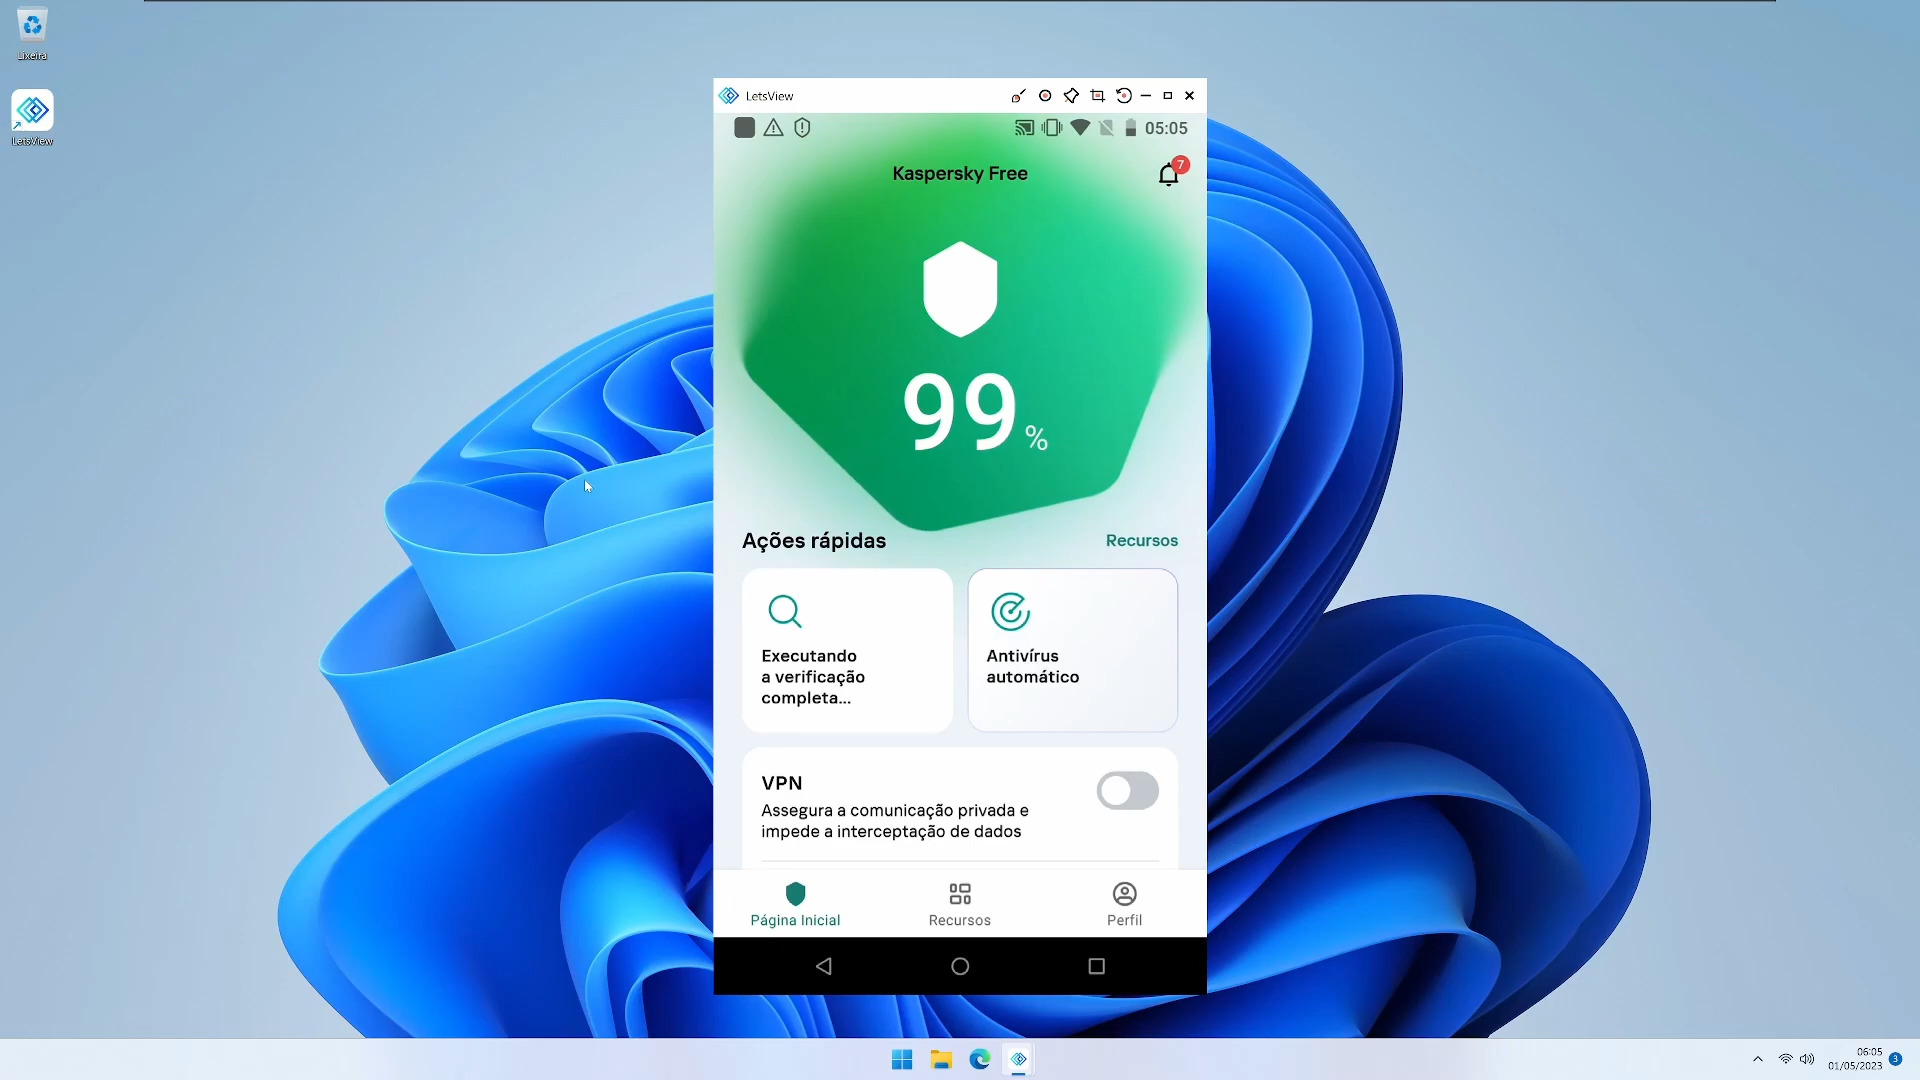 Lixeira
LetsView
LetsView
05:05
Kaspersky Free
7
99%
Ações rápidas
Recursos
Executando
a verificação
completa...
Antivírus
automático
VPN
Assegura a comunicação privada e
impede a interceptação de dados
Página Inicial
Recursos
Perfil
06:05
01/05/2023
3